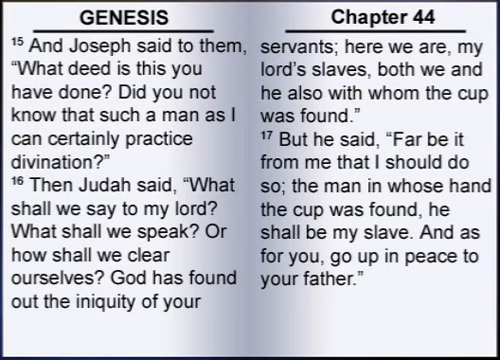 GENESIS
¹⁵ And Joseph said to them,
“What deed is this you
have done? Did you not
know that such a man as I
can certainly practice
divination?”
¹⁶ Then Judah said, “What
shall we say to my lord?
What shall we speak? Or
how shall we clear
ourselves? God has found
out the iniquity of your
Chapter 44
servants; here we are, my
lord’s slaves, both we and
he also with whom the cup
was found.”
¹⁷ But he said, “Far be it
from me that I should do
so; the man in whose hand
the cup was found, he
shall be my slave. And as
for you, go up in peace to
your father.”